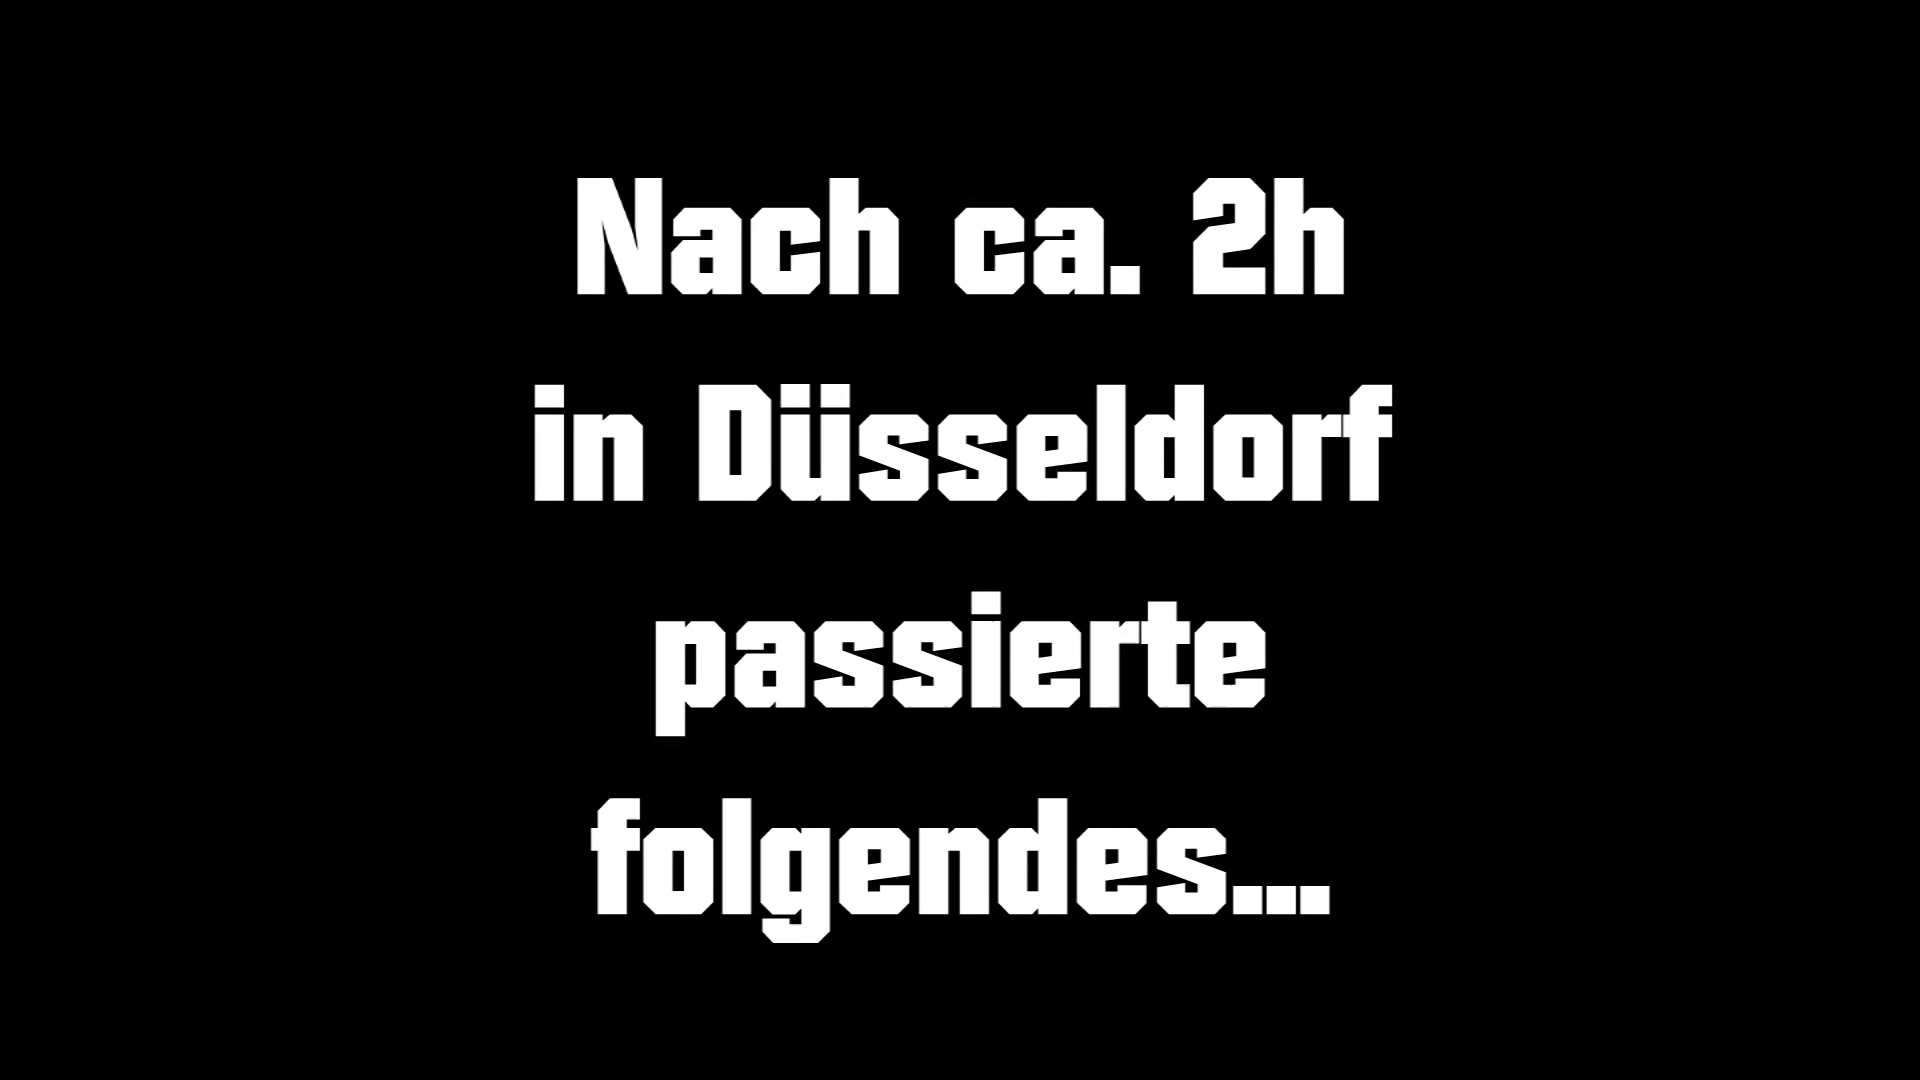 Nach ca. 2h
in Düsseldorf
passierte
folgendes...